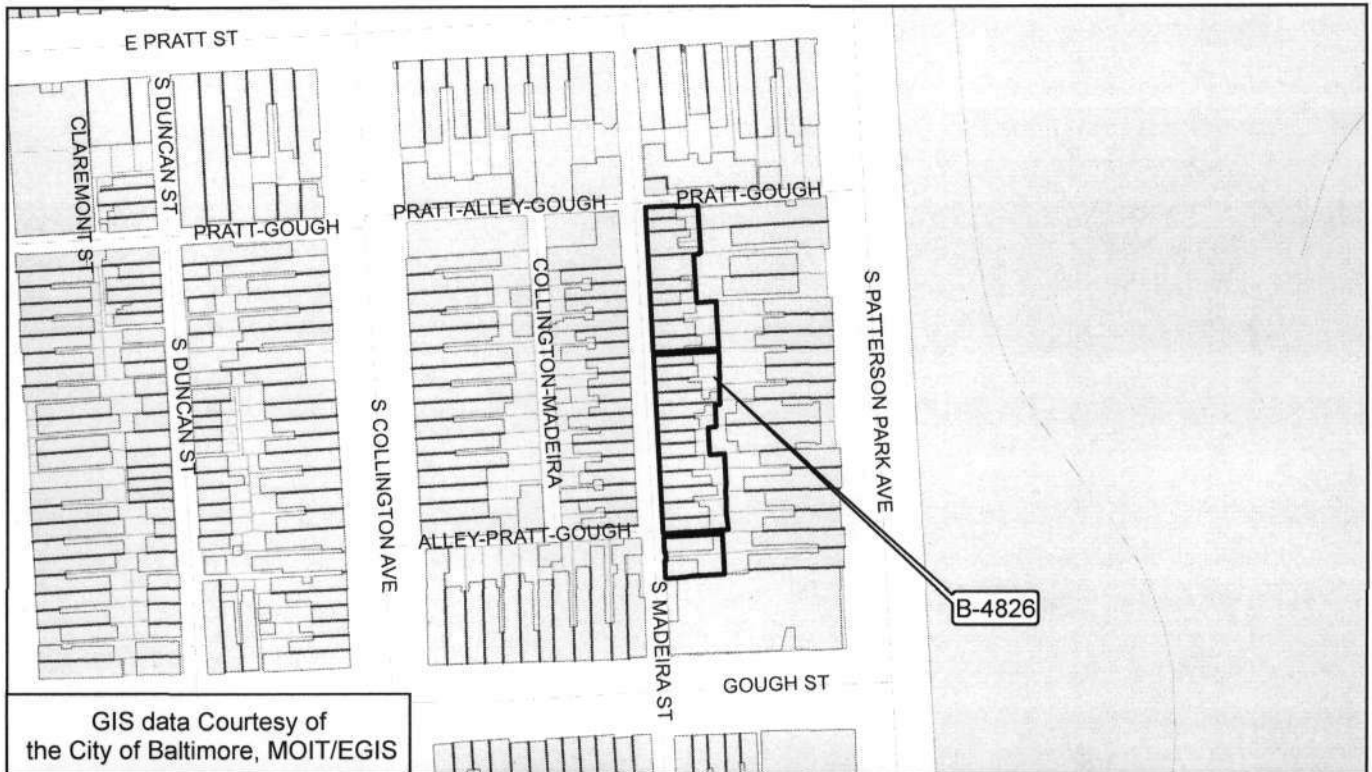 E PRATT ST
S DUNCAN ST
CLAREMONT ST
PRATT-ALLEY-GOUGH
PRATT-GOUGH
PRATT-GOUGH
COLLINGTON-MADEIRA
S PATTERSON PARK AVE
S DUNCAN ST
S COLLINGTON AVE
ALLEY-PRATT-GOUGH
S MADEIRA ST
B-4826
GOUGH ST
GIS data Courtesy of
the City of Baltimore, MOIT/EGIS